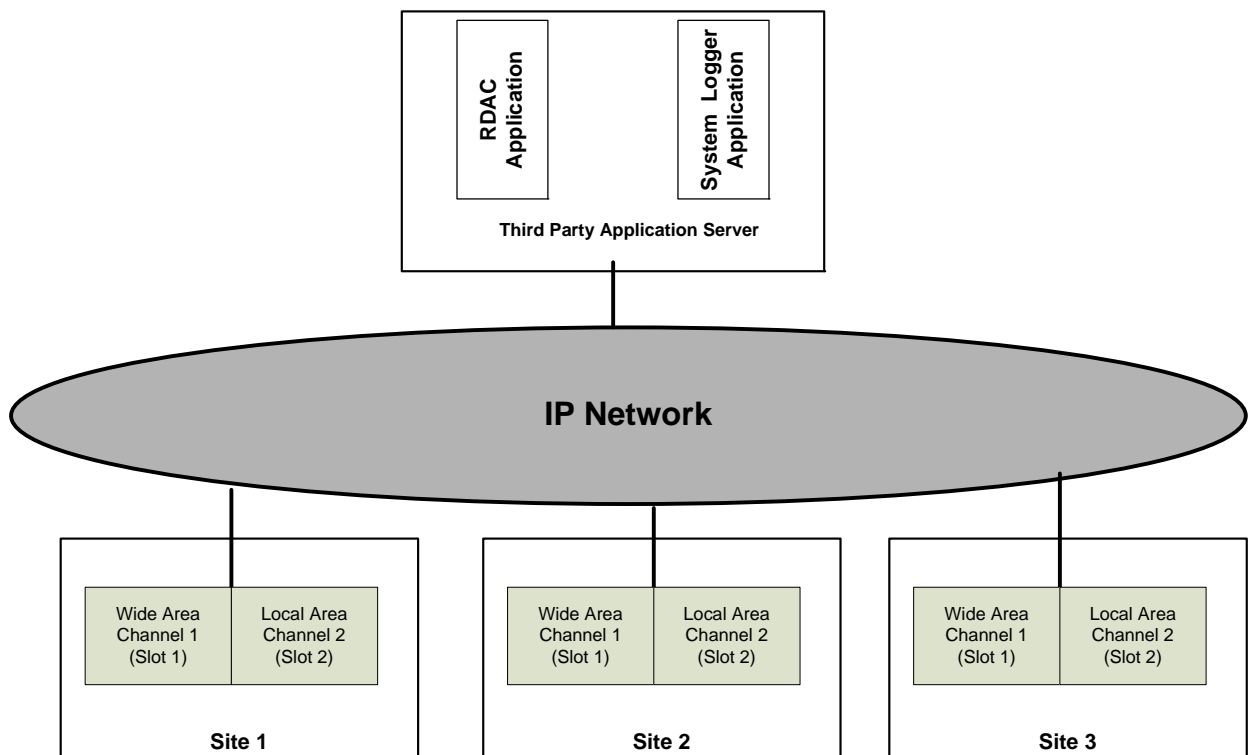 RDAC
Application
System Logger
Application
Third Party Application Server
IP Network
Wide Area
Channel 1
(Slot 1)
Local Area
Channel 2
(Slot 2)
Site 1
Wide Area
Channel 1
(Slot 1)
Local Area
Channel 2
(Slot 2)
Site 2
Wide Area
Channel 1
(Slot 1)
Local Area
Channel 2
(Slot 2)
Site 3